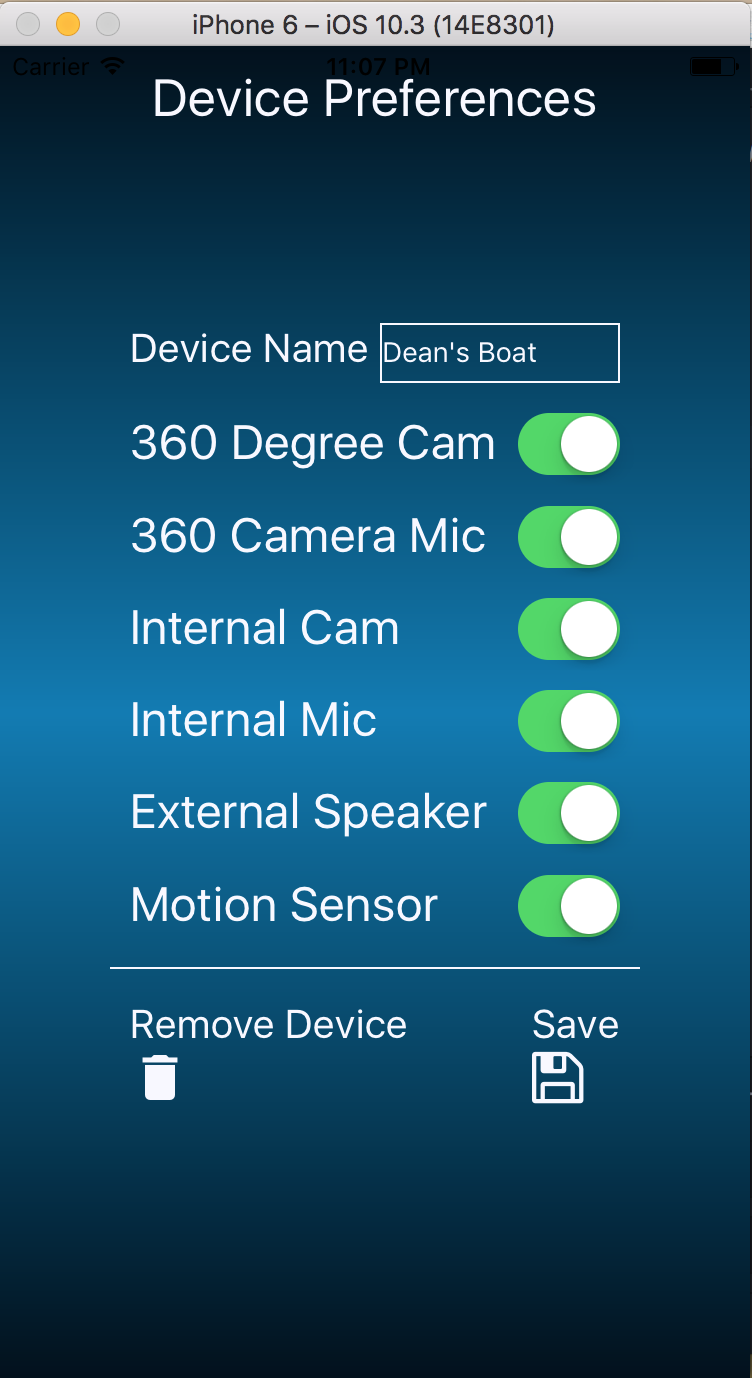 iPhone 6 – iOS 10.3 (14E8301)
Carrier 11:07 PM
Device Preferences
Device Name Dean's Boat
360 Degree Cam
360 Camera Mic
Internal Cam
Internal Mic
External Speaker
Motion Sensor
Remove Device Save